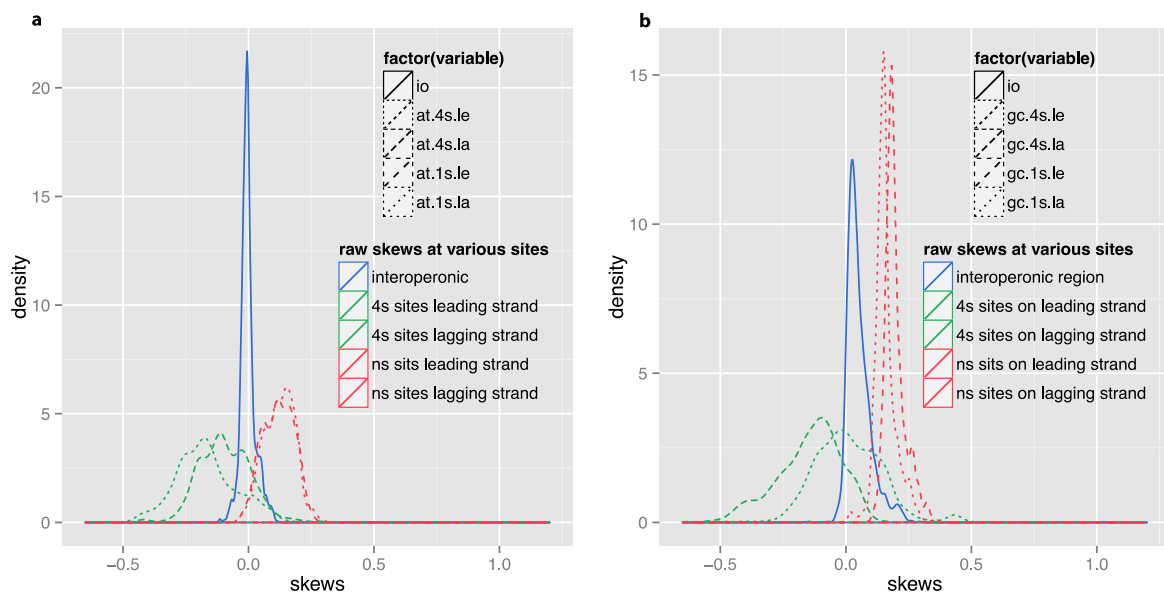 a
density
20
15
10
5
0
−0.5
0.0
0.5
1.0
skews
factor(variable)
io
at.4s.le
at.4s.la
at.1s.le
at.1s.la
raw skews at various sites
interoperonic
4s sites leading strand
4s sites lagging strand
ns sits leading strand
ns sites lagging strand
b
density
15
10
5
0
−0.5
0.0
0.5
1.0
skews
factor(variable)
io
gc.4s.le
gc.4s.la
gc.1s.le
gc.1s.la
raw skews at various sites
interoperonic region
4s sites on leading strand
4s sites on lagging strand
ns sits on leading strand
ns sites on lagging strand